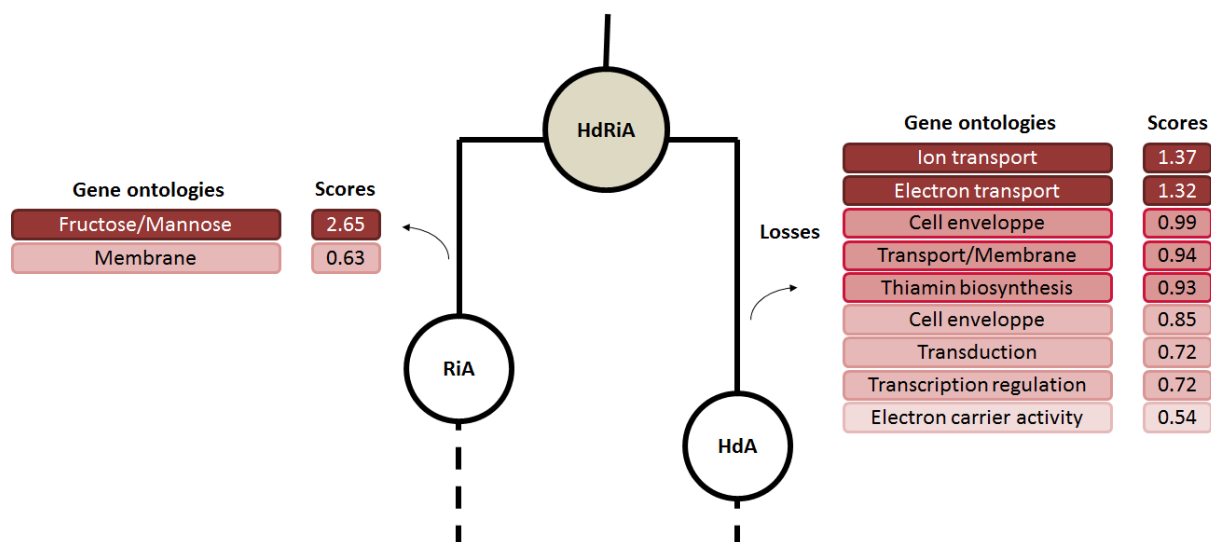 HdRiA
Gene ontologies Scores
Fructose/Mannose 2.65
Membrane 0.63
RiA
Losses
HdA
Gene ontologies Scores
Ion transport 1.37
Electron transport 1.32
Cell enveloppe 0.99
Transport/Membrane 0.94
Thiamin biosynthesis 0.93
Cell enveloppe 0.85
Transduction 0.72
Transcription regulation 0.72
Electron carrier activity 0.54